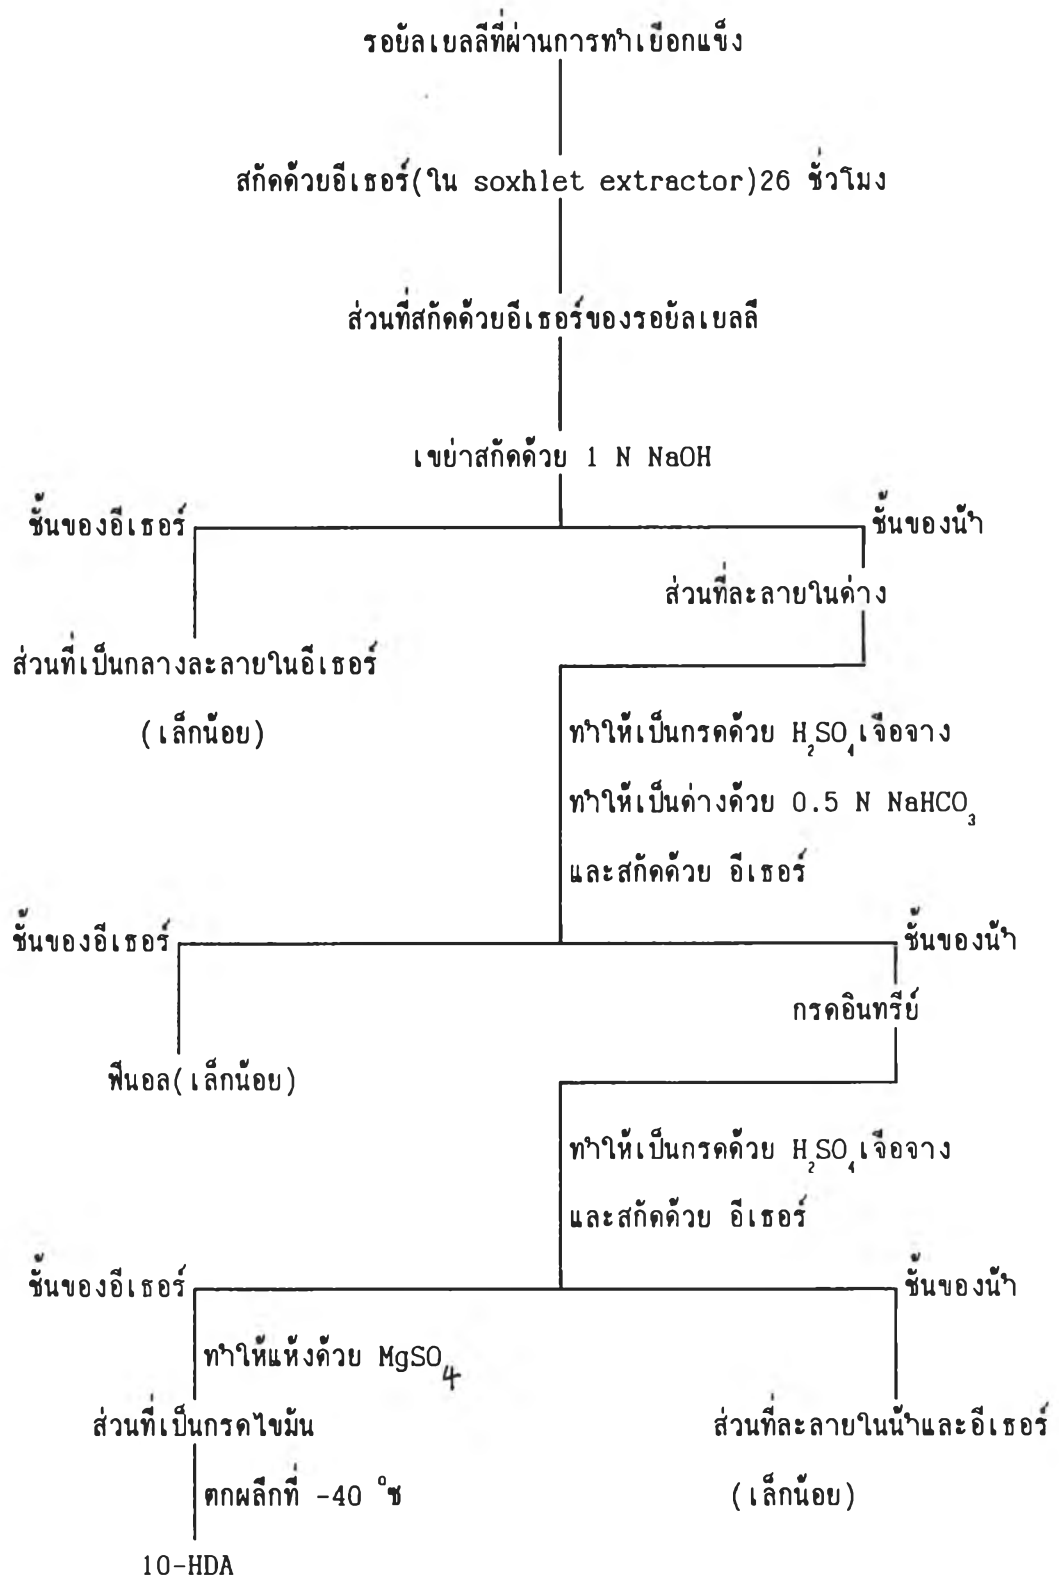 รอยัลเยลลีที่ผ่านการทำเยือกแข็ง
สกัดด้วยอีเธอร์(ใน soxhlet extractor)26 ชั่วโมง
ส่วนที่สกัดด้วยอีเธอร์ของรอยัลเยลลี
เขย่าสกัดด้วย 1 N NaOH
ชั้นของอีเธอร์
ชั้นของน้ำ
ส่วนที่ละลายในด่าง
ส่วนที่เป็นกลางละลายในอีเธอร์
(เล็กน้อย)
ทำให้เป็นกรดด้วย H₂SO₄เจือจาง
ทำให้เป็นด่างด้วย 0.5 N NaHCO₃
และสกัดด้วย อีเธอร์
ชั้นของอีเธอร์
ชั้นของน้ำ
กรดอินทรีย์
ฟีนอล(เล็กน้อย)
ทำให้เป็นกรดด้วย H₂SO₄เจือจาง
และสกัดด้วย อีเธอร์
ชั้นของอีเธอร์
ชั้นของน้ำ
ทำให้แห้งด้วย MgSO₄
ส่วนที่เป็นกรดไขมัน
ส่วนที่ละลายในน้ำและอีเธอร์
ตกผลึกที่ -40 °ซ
(เล็กน้อย)
10-HDA